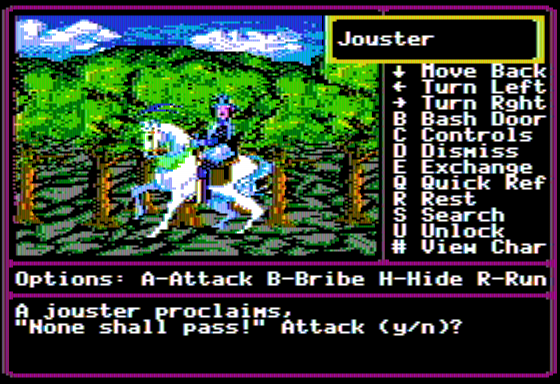 Jouster
↓ Move Back
← Turn Left
→ Turn Rght
B Bash Door
C Controls
D Dismiss
E Exchange
Q Quick Ref
R Rest
S Search
U Unlock
# View Char
Options: A-Attack B-Bribe H-Hide R-Run
A jouster proclaims,
"None shall pass!" Attack (y/n)?